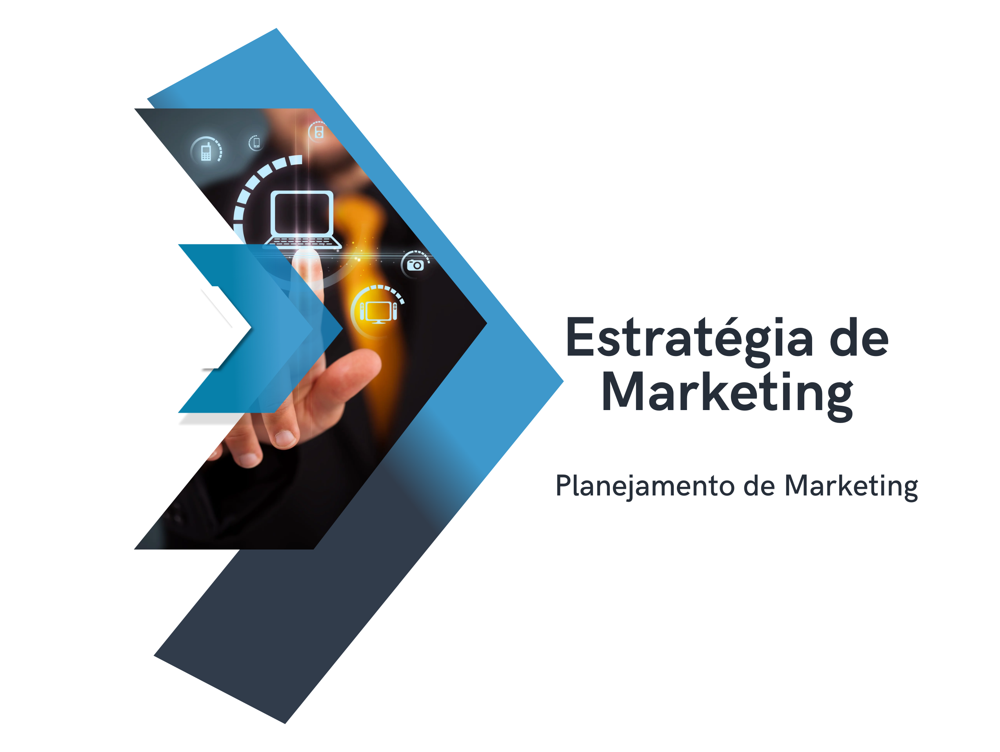 Estratégia de
Marketing
Planejamento de Marketing